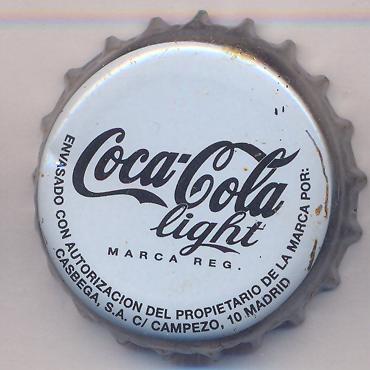 Coca-Cola
light
MARCA REG.
ENVASADO CON AUTORIZACION DEL PROPIETARIO DE LA MARCA POR:
CASBEGA, S.A. C/ CAMPEZO, 10 MADRID